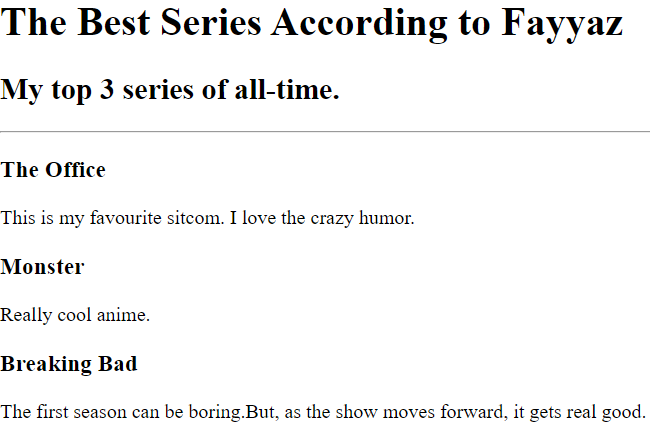 The Best Series According to Fayyaz
My top 3 series of all-time.
The Office
This is my favourite sitcom. I love the crazy humor.
Monster
Really cool anime.
Breaking Bad
The first season can be boring.But, as the show moves forward, it gets real good.